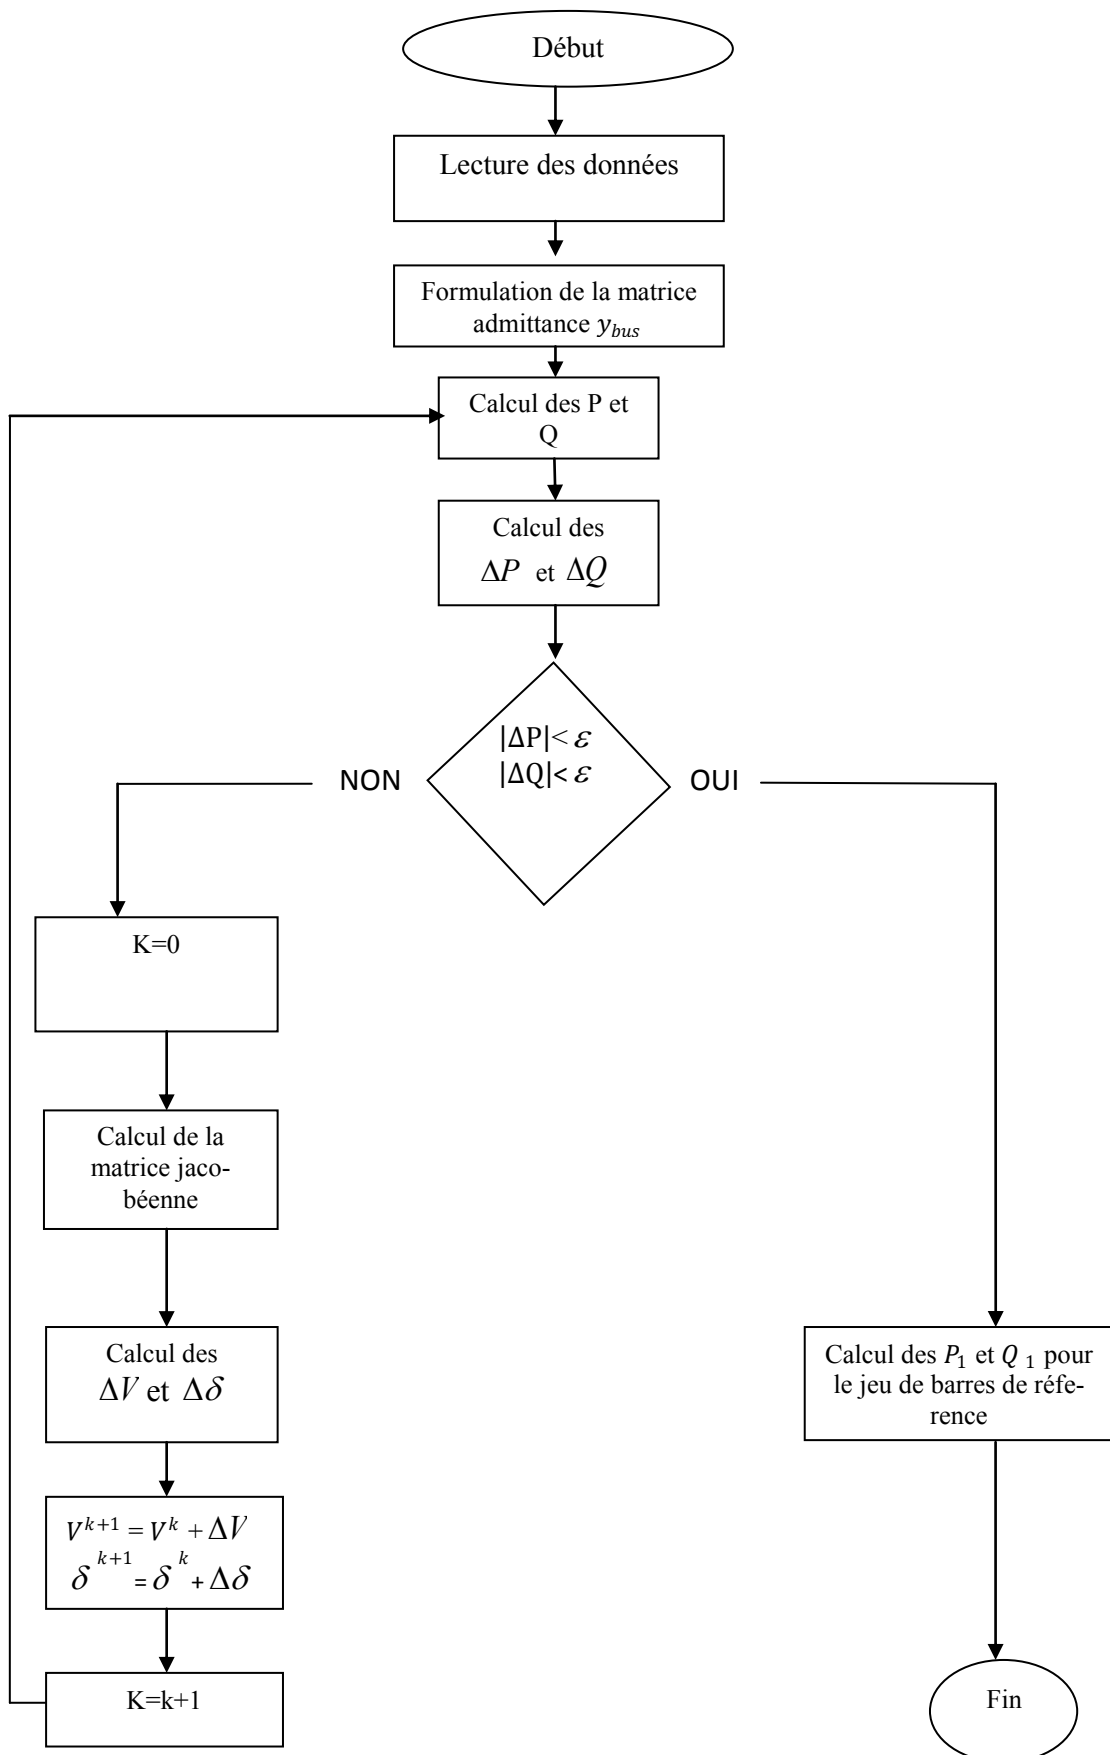 Début
Lecture des données
Formulation de la matrice
admittance y_bus
Calcul des P et
Q
Calcul des
ΔP et ΔQ
|ΔP|< ε
|ΔQ|< ε
NON
OUI
K=0
Calcul de la
matrice jaco-
béenne
Calcul des
ΔV et Δδ
V^{k+1} = V^k + ΔV
δ^{k+1} = δ^k + Δδ
K=k+1
Calcul des P_1 et Q_1 pour
le jeu de barres de réfe-
rence
Fin